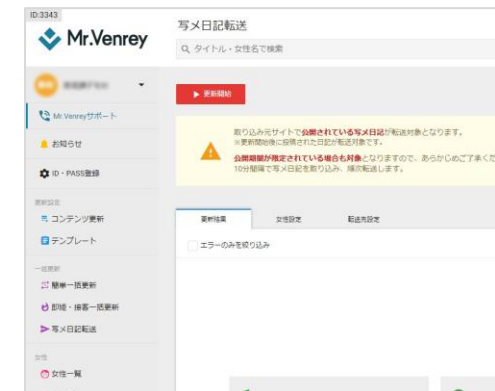 ID:3343
Mr.Venrey
Mr.Venreyサポート
お知らせ
ID・PASS登録
更新設定
コンテンツ更新
テンプレート
一括更新
簡単一括更新
即姫・接客一括更新
写メ日記転送
女性
女性一覧
写メ日記転送
タイトル・女性名で検索
更新開始
取り込み元サイトで公開されている写メ日記が転送対象となります。
※更新開始後に投稿された日記が転送対象です。
公開期間が限定されている場合も対象となりますので、あらかじめご了承くだ
10分間隔で写メ日記を取り込み、順次転送します。
更新結果 女性設定 転送先設定
エラーのみを絞り込み